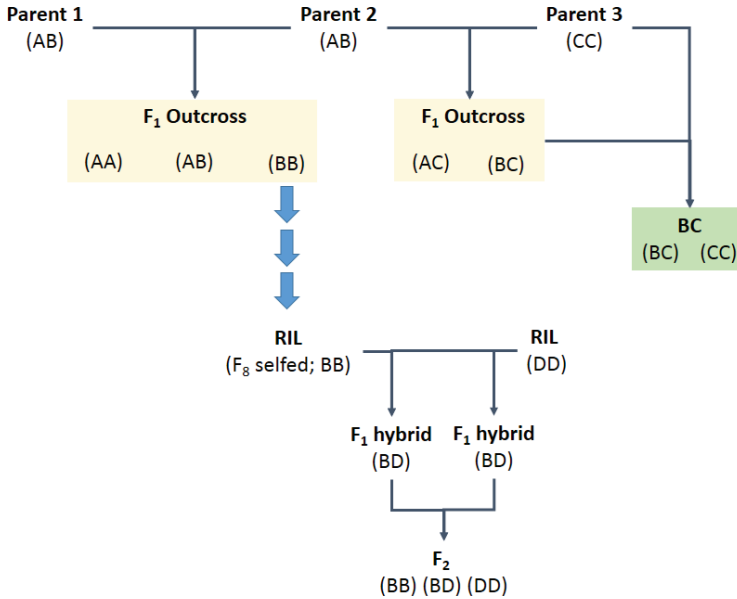 Parent 1 Parent 2 Parent 3
(AB) (AB) (CC)
F₁ Outcross F₁ Outcross
(AA) (AB) (BB) (AC) (BC)
BC
(BC) (CC)
RIL RIL
(F₈ selfed; BB) (DD)
F₁ hybrid F₁ hybrid
(BD) (BD)
F₂
(BB) (BD) (DD)